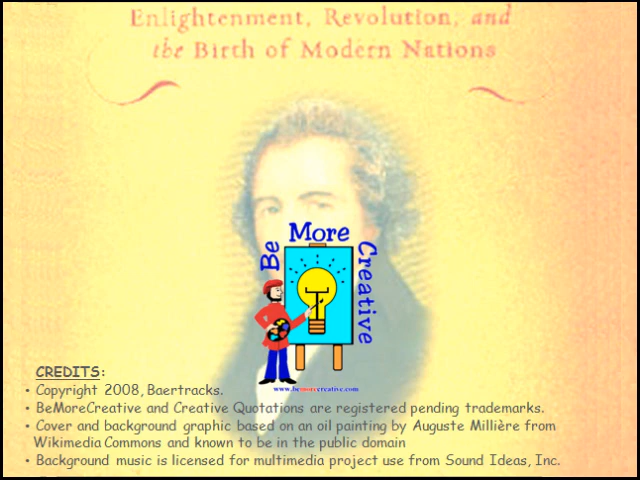 Enlightenment, Revolution, and
the Birth of Modern Nations
Be More Creative
www.bemorecreative.com
CREDITS:
• Copyright 2008, Baertracks.
• BeMoreCreative and Creative Quotations are registered pending trademarks.
• Cover and background graphic based on an oil painting by Auguste Millière from
Wikimedia Commons and known to be in the public domain
• Background music is licensed for multimedia project use from Sound Ideas, Inc.